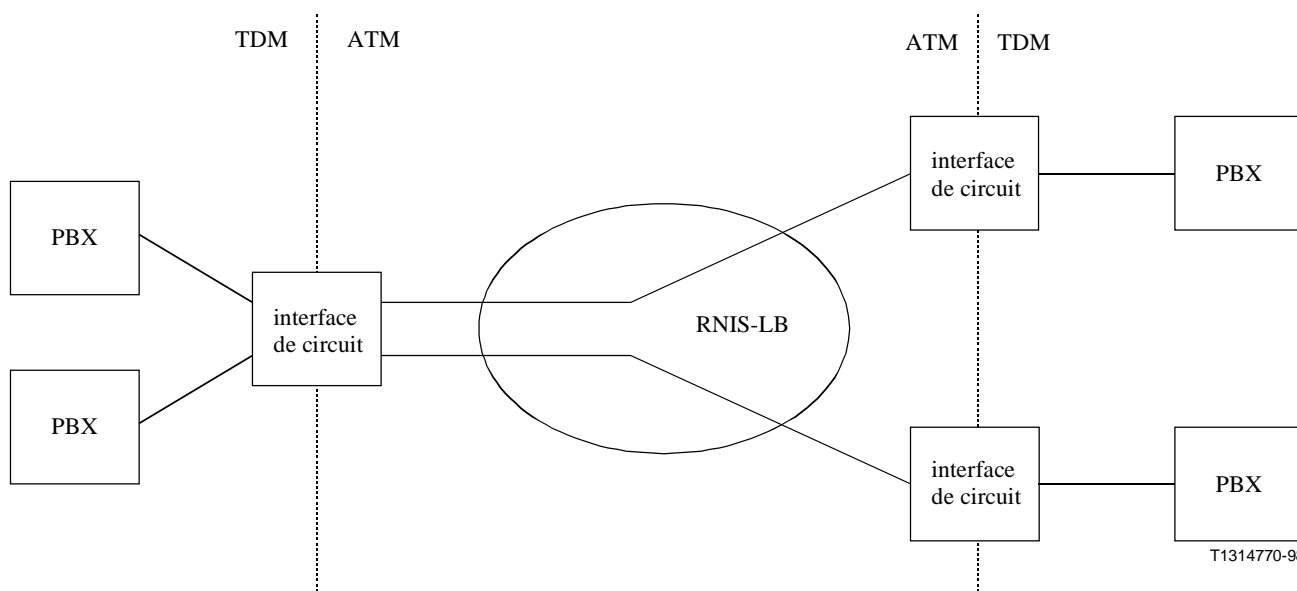 TDM
ATM
ATM
TDM
interface
de circuit
PBX
PBX
interface
de circuit
RNIS-LB
PBX
interface
de circuit
PBX
T1314770-98